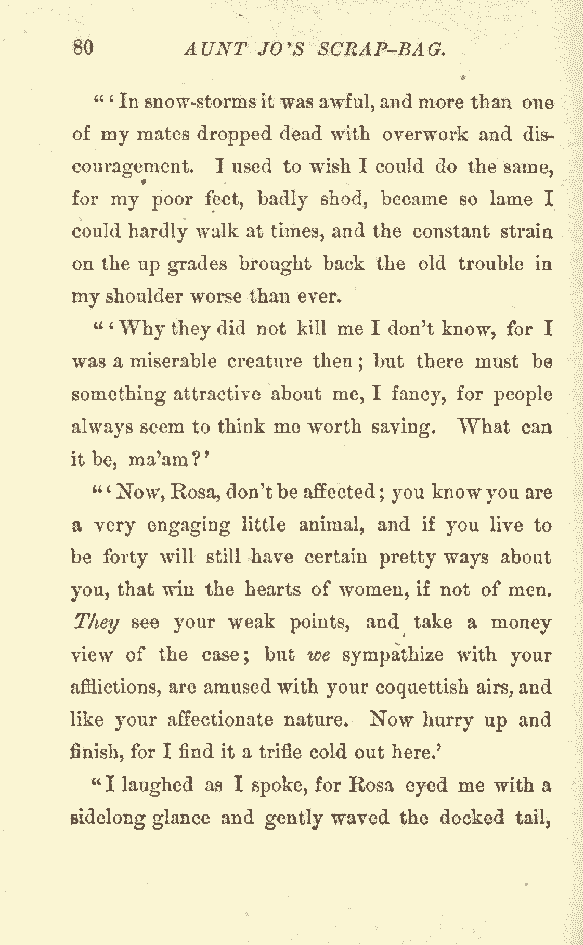 80 AUNT JO'S SCRAP-BAG.
"'In snow-storms it was awful, and more than one
of my mates dropped dead with overwork and dis-
couragement. I used to wish I could do the same,
for my poor feet, badly shod, became so lame I
could hardly walk at times, and the constant strain
on the up grades brought back the old trouble in
my shoulder worse than ever.
"'Why they did not kill me I don't know, for I
was a miserable creature then; but there must be
something attractive about me, I fancy, for people
always seem to think me worth saving. What can
it be, ma'am?'
"'Now, Rosa, don't be affected; you know you are
a very engaging little animal, and if you live to
be forty will still have certain pretty ways about
you, that win the hearts of women, if not of men.
They see your weak points, and take a money
view of the case; but we sympathize with your
afflictions, are amused with your coquettish airs, and
like your affectionate nature. Now hurry up and
finish, for I find it a trifle cold out here.'
"I laughed as I spoke, for Rosa eyed me with a
sidelong glance and gently waved the docked tail,